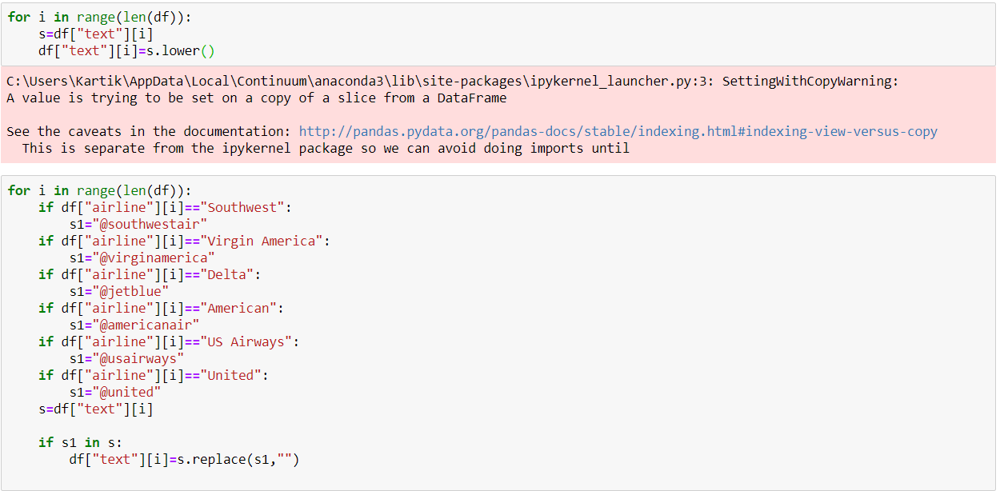 for i in range(len(df)):
    s=df["text"][i]
    df["text"][i]=s.lower()
C:\Users\Kartik\AppData\Local\Continuum\anaconda3\lib\site-packages\ipykernel_launcher.py:3: SettingWithCopyWarning:
A value is trying to be set on a copy of a slice from a DataFrame
See the caveats in the documentation: http://pandas.pydata.org/pandas-docs/stable/indexing.html#indexing-view-versus-copy
  This is separate from the ipykernel package so we can avoid doing imports until
for i in range(len(df)):
    if df["airline"][i]=="Southwest":
        s1="@southwestair"
    if df["airline"][i]=="Virgin America":
        s1="@virginamerica"
    if df["airline"][i]=="Delta":
        s1="@jetblue"
    if df["airline"][i]=="American":
        s1="@americanair"
    if df["airline"][i]=="US Airways":
        s1="@usairways"
    if df["airline"][i]=="United":
        s1="@united"
    s=df["text"][i]
    if s1 in s:
        df["text"][i]=s.replace(s1,"")